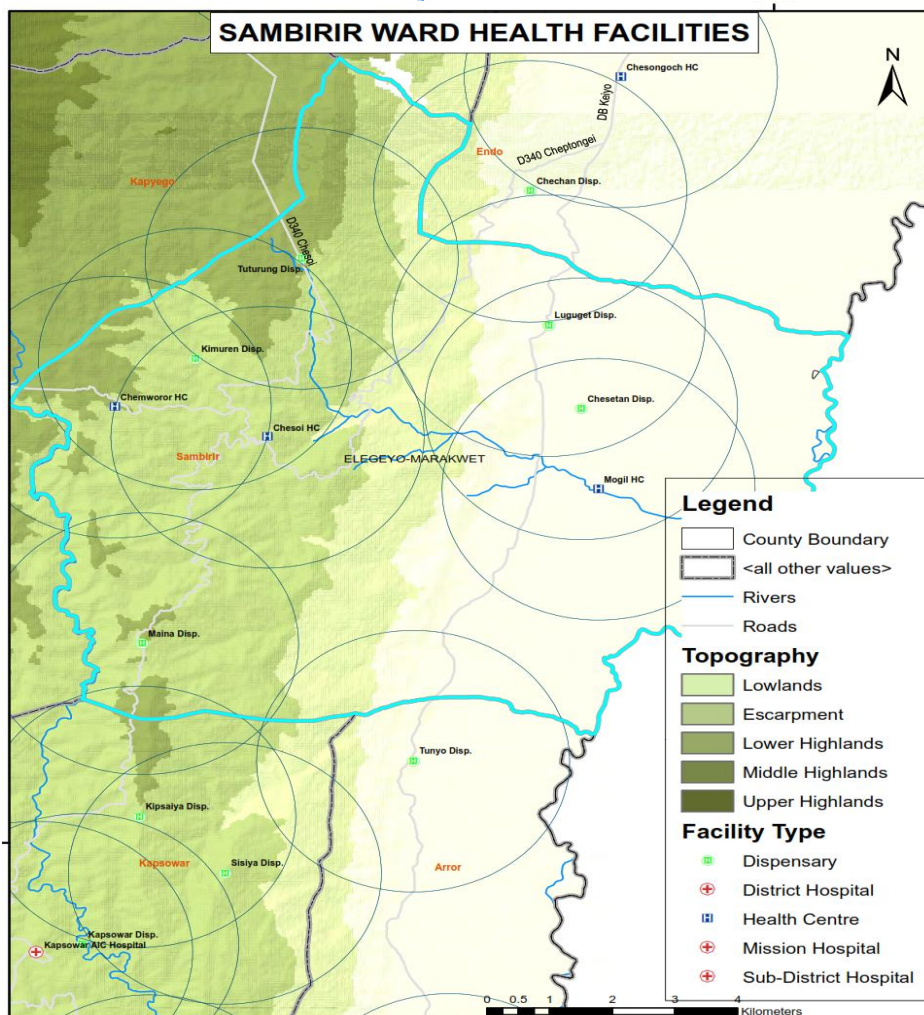 SAMBIRIR WARD HEALTH FACILITIES
N
Chesongoch HC
DB Keiyo
Endo
D340 Cheptongei
Kapyego
Chechan Disp.
D340 Chesoi
Tuturung Disp.
Luguget Disp.
Kimuren Disp.
Chemworor HC
Chesetan Disp.
Chesoi HC
Sambirir
ELEGEYO-MARAKWET
Mogil HC
Maina Disp.
Tunyo Disp.
Kipsaiya Disp.
Kapsowar
Sisiya Disp.
Arror
Kapsowar Disp.
Kapsowar AIC Hospital
Legend
County Boundary
<all other values>
Rivers
Roads
Topography
Lowlands
Escarpment
Lower Highlands
Middle Highlands
Upper Highlands
Facility Type
Dispensary
District Hospital
Health Centre
Mission Hospital
Sub-District Hospital
0 0.5 1 2 3 4
Kilometers